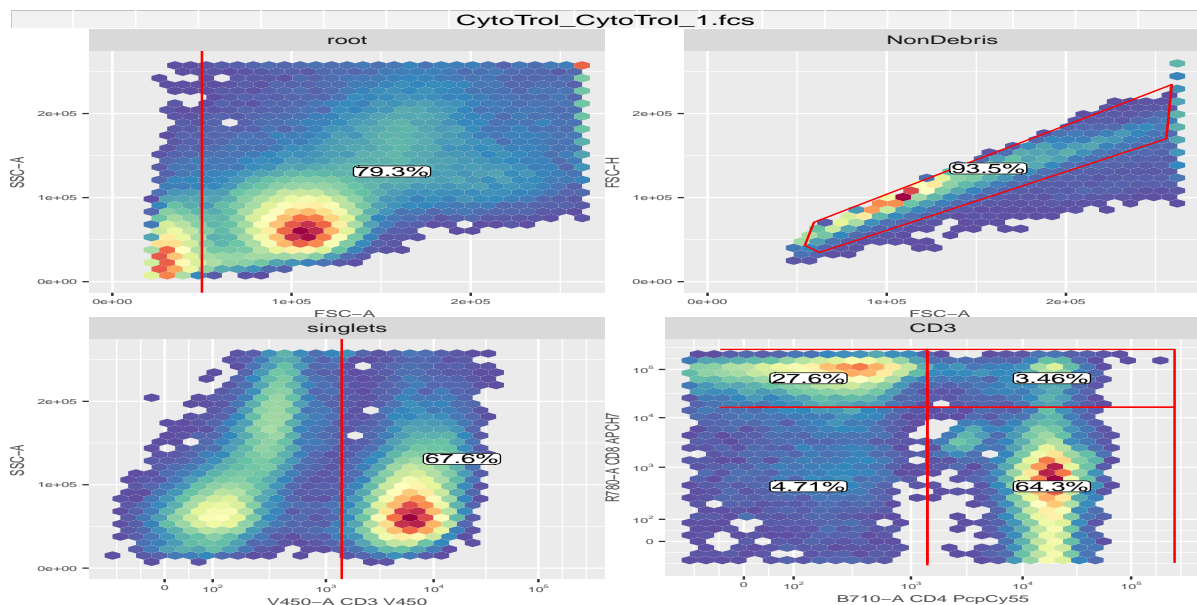 CytoTrol_CytoTrol_1.fcs
root
NonDebris
SSC-A
2e+05
1e+05
0e+00
79.3%
0e+00 1e+05 2e+05
FSC-A
FSC-H
2e+05
1e+05
0e+00
93.5%
0e+00 1e+05 2e+05
FSC-A
singlets
CD3
SSC-A
2e+05
1e+05
0e+00
67.6%
0 10² 10³ 10⁴ 10⁵
V450-A CD3 V450
R780-A CD8 APCH7
10⁵
10⁴
10³
10²
0
27.6% 3.46%
4.71% 64.3%
0 10² 10³ 10⁴ 10⁵
B710-A CD4 PcpCy55